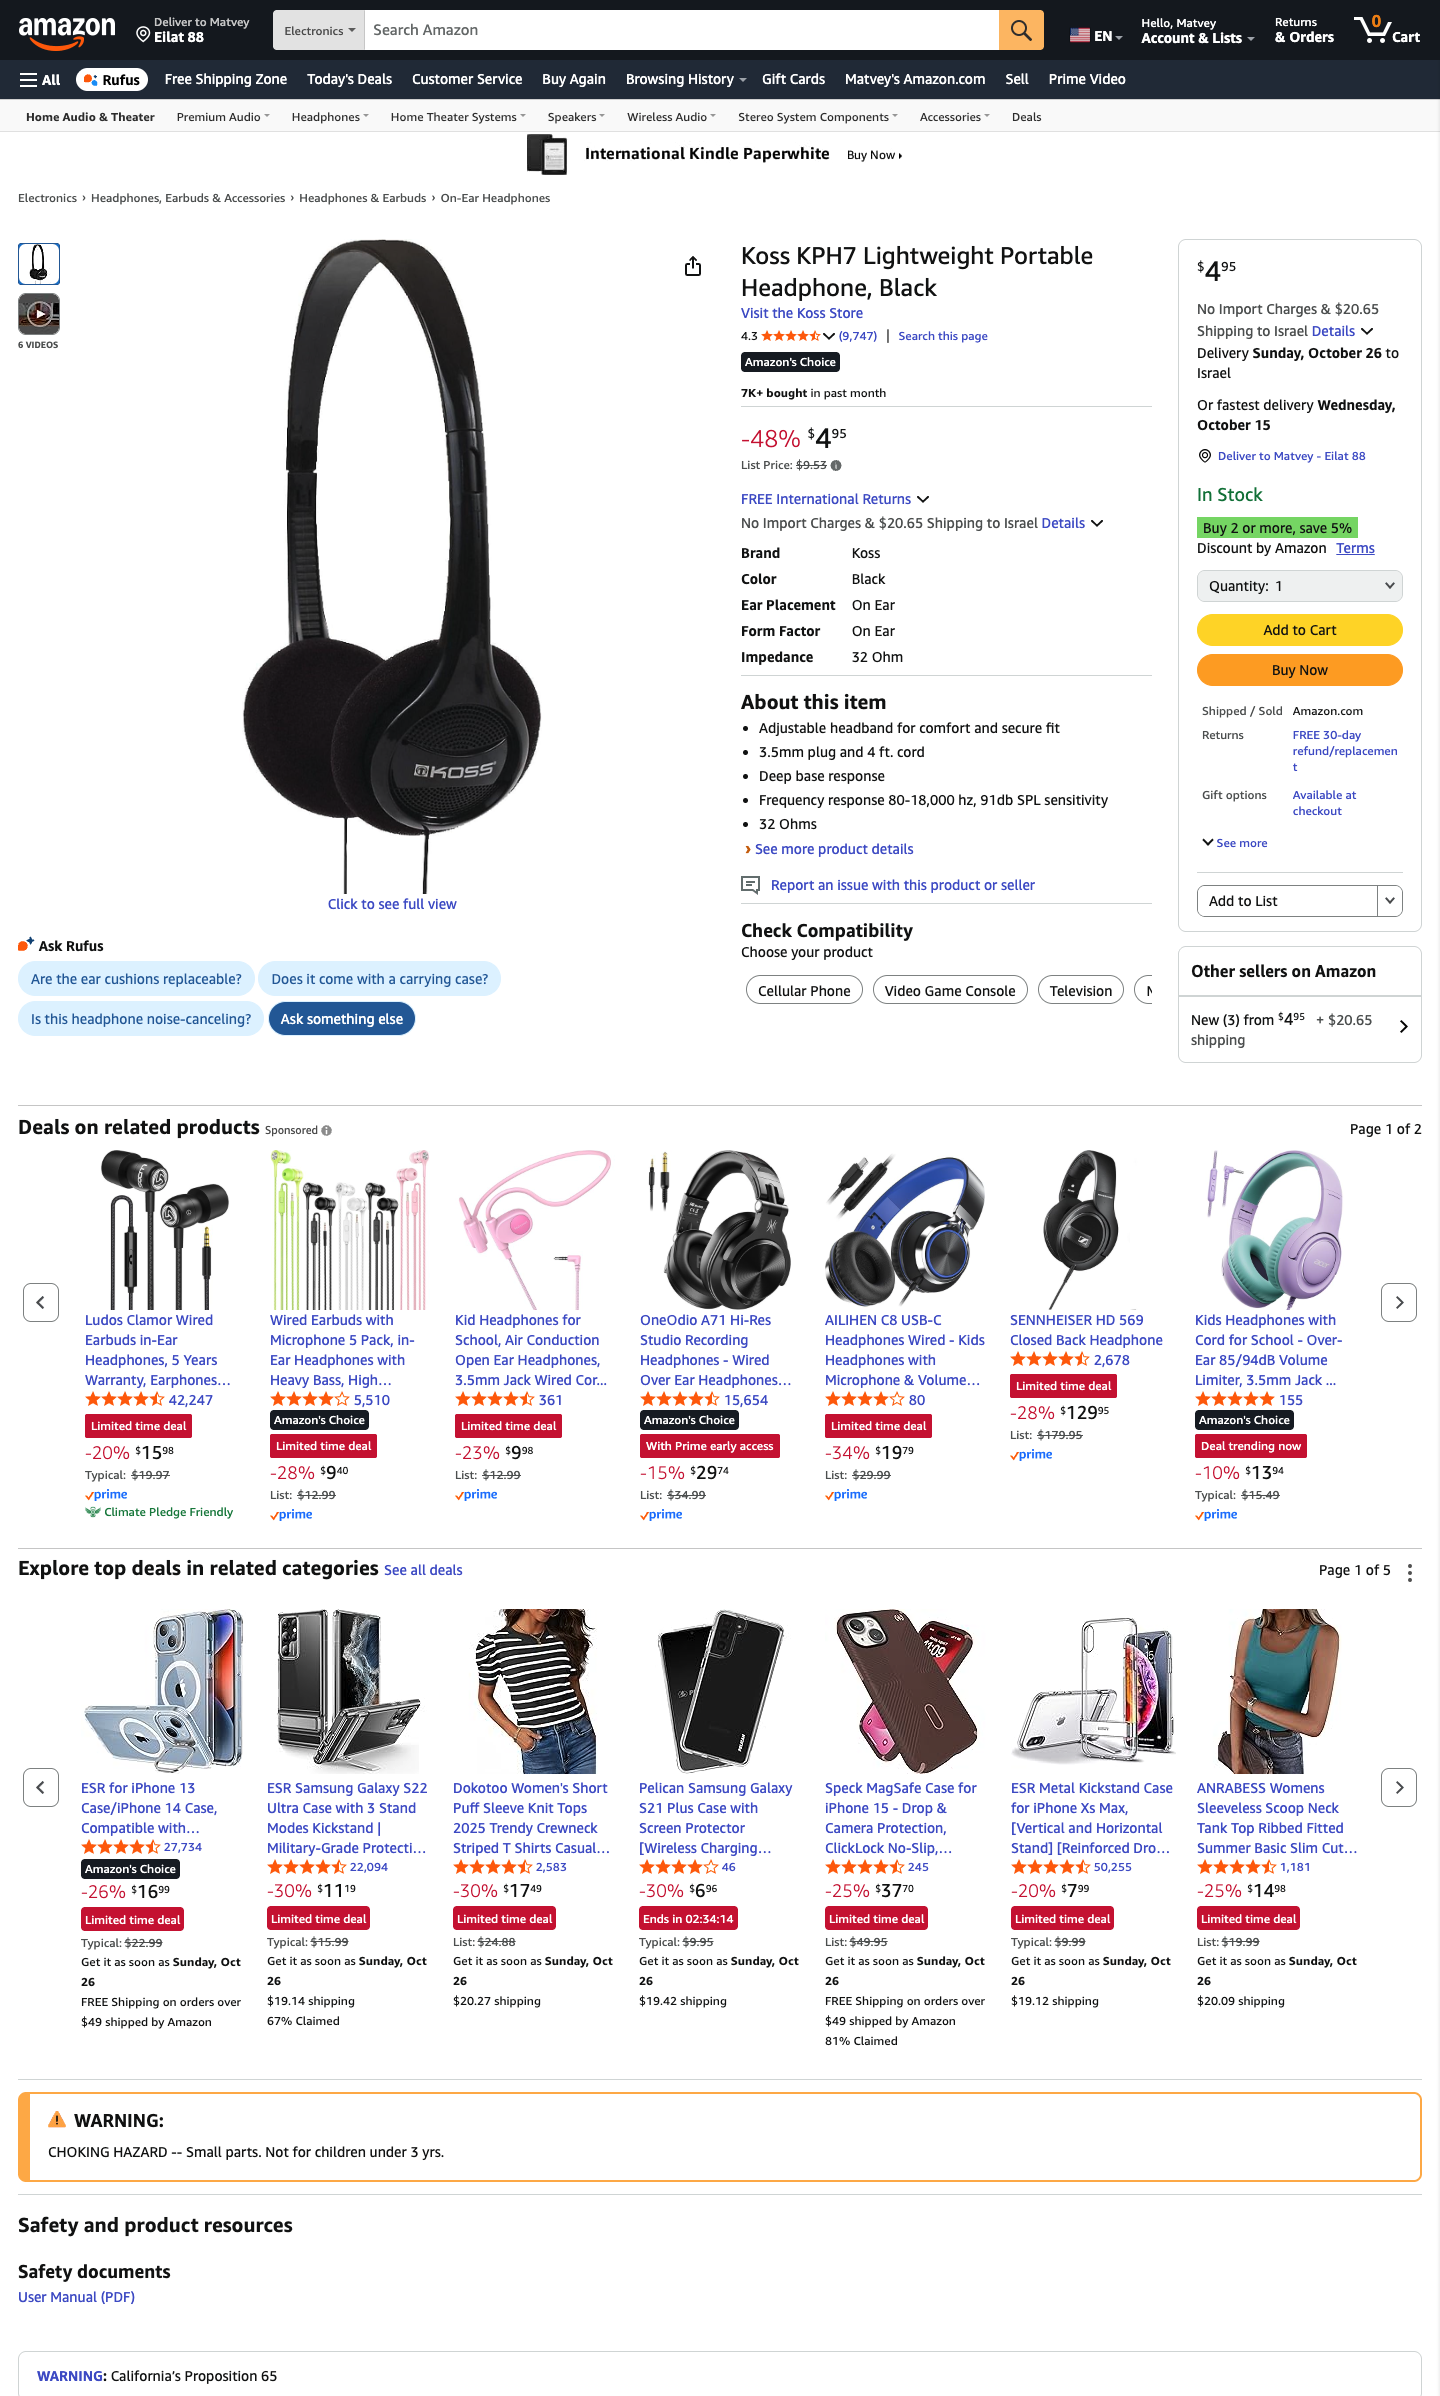 amazon
Deliver to Matvey
Eilat 88
Electronics
Search Amazon
EN
Hello, Matvey
Account & Lists
Returns
& Orders
0
Cart
All
Rufus
Free Shipping Zone
Today's Deals
Customer Service
Buy Again
Browsing History
Gift Cards
Matvey's Amazon.com
Sell
Prime Video
Home Audio & Theater
Premium Audio
Headphones
Home Theater Systems
Speakers
Wireless Audio
Stereo System Components
Accessories
Deals
International Kindle Paperwhite
Buy Now
Electronics › Headphones, Earbuds & Accessories › Headphones & Earbuds › On-Ear Headphones
6 VIDEOS
KOSS
Click to see full view
Ask Rufus
Are the ear cushions replaceable?
Does it come with a carrying case?
Is this headphone noise-canceling?
Ask something else
Koss KPH7 Lightweight Portable
Headphone, Black
Visit the Koss Store
4.3 (9,747) | Search this page
Amazon's Choice
7K+ bought in past month
-48% $4.95
List Price: $9.53
FREE International Returns
No Import Charges & $20.65 Shipping to Israel Details
Brand Koss
Color Black
Ear Placement On Ear
Form Factor On Ear
Impedance 32 Ohm
About this item
• Adjustable headband for comfort and secure fit
• 3.5mm plug and 4 ft. cord
• Deep base response
• Frequency response 80-18,000 hz, 91db SPL sensitivity
• 32 Ohms
› See more product details
Report an issue with this product or seller
Check Compatibility
Choose your product
Cellular Phone
Video Game Console
Television
$4.95
No Import Charges & $20.65
Shipping to Israel Details
Delivery Sunday, October 26 to
Israel
Or fastest delivery Wednesday,
October 15
Deliver to Matvey - Eilat 88
In Stock
Buy 2 or more, save 5%
Discount by Amazon Terms
Quantity: 1
Add to Cart
Buy Now
Shipped / Sold Amazon.com
Returns FREE 30-day
refund/replacemen
t
Gift options Available at
checkout
See more
Add to List
Other sellers on Amazon
New (3) from $4.95 + $20.65
shipping
Deals on related products Sponsored
Page 1 of 2
Ludos Clamor Wired
Earbuds in-Ear
Headphones, 5 Years
Warranty, Earphones...
42,247
Limited time deal
-20% $15.98
Typical: $19.97
prime
Climate Pledge Friendly
Wired Earbuds with
Microphone 5 Pack, in-
Ear Headphones with
Heavy Bass, High...
5,510
Amazon's Choice
Limited time deal
-28% $9.40
List: $12.99
prime
Kid Headphones for
School, Air Conduction
Open Ear Headphones,
3.5mm Jack Wired Cor...
361
Limited time deal
-23% $9.98
List: $12.99
prime
OneOdio A71 Hi-Res
Studio Recording
Headphones - Wired
Over Ear Headphones...
15,654
Amazon's Choice
With Prime early access
-15% $29.74
List: $34.99
prime
AILIHEN C8 USB-C
Headphones Wired - Kids
Headphones with
Microphone & Volume...
80
Limited time deal
-34% $19.79
List: $29.99
prime
SENNHEISER HD 569
Closed Back Headphone
2,678
Limited time deal
-28% $129.95
List: $179.95
prime
Kids Headphones with
Cord for School - Over-
Ear 85/94dB Volume
Limiter, 3.5mm Jack ...
155
Amazon's Choice
Deal trending now
-10% $13.94
Typical: $15.49
prime
Explore top deals in related categories See all deals
Page 1 of 5
ESR for iPhone 13
Case/iPhone 14 Case,
Compatible with...
27,734
Amazon's Choice
-26% $16.99
Limited time deal
Typical: $22.99
Get it as soon as Sunday, Oct
26
FREE Shipping on orders over
$49 shipped by Amazon
ESR Samsung Galaxy S22
Ultra Case with 3 Stand
Modes Kickstand |
Military-Grade Protecti...
22,094
-30% $11.19
Limited time deal
Typical: $15.99
Get it as soon as Sunday, Oct
26
$19.14 shipping
67% Claimed
Dokotoo Women's Short
Puff Sleeve Knit Tops
2025 Trendy Crewneck
Striped T Shirts Casual...
2,583
-30% $17.49
Limited time deal
List: $24.88
Get it as soon as Sunday, Oct
26
$20.27 shipping
Pelican Samsung Galaxy
S21 Plus Case with
Screen Protector
[Wireless Charging...
46
-30% $6.96
Ends in 02:34:14
Typical: $9.95
Get it as soon as Sunday, Oct
26
$19.42 shipping
11:09
Speck MagSafe Case for
iPhone 15 - Drop &
Camera Protection,
ClickLock No-Slip,...
245
-25% $37.70
Limited time deal
List: $49.95
Get it as soon as Sunday, Oct
26
FREE Shipping on orders over
$49 shipped by Amazon
81% Claimed
ESR Metal Kickstand Case
for iPhone Xs Max,
[Vertical and Horizontal
Stand] [Reinforced Dro...
50,255
-20% $7.99
Limited time deal
Typical: $9.99
Get it as soon as Sunday, Oct
26
$19.12 shipping
ANRABESS Womens
Sleeveless Scoop Neck
Tank Top Ribbed Fitted
Summer Basic Slim Cut...
1,181
-25% $14.98
Limited time deal
List: $19.99
Get it as soon as Sunday, Oct
26
$20.09 shipping
WARNING:
CHOKING HAZARD -- Small parts. Not for children under 3 yrs.
Safety and product resources
Safety documents
User Manual (PDF)
WARNING: California's Proposition 65